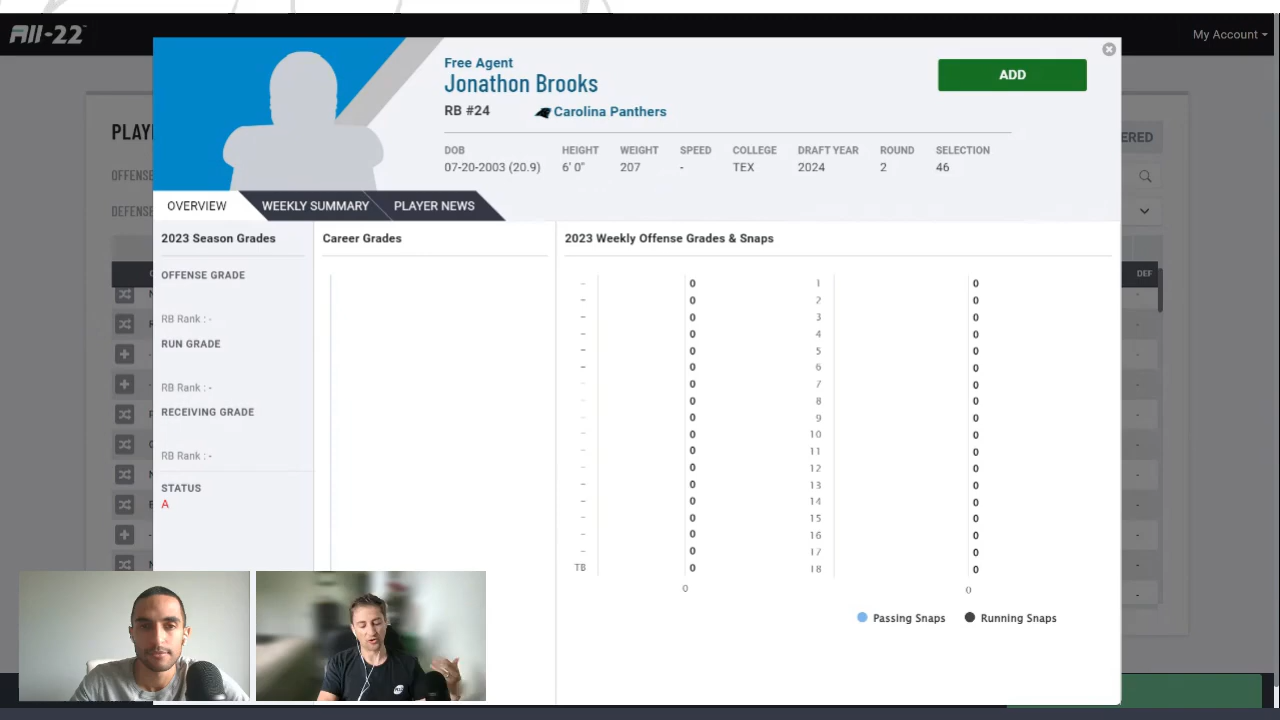 All-22
My Account
Free Agent
Jonathon Brooks
RB #24
Carolina Panthers
ADD
DOB HEIGHT WEIGHT SPEED COLLEGE DRAFT YEAR ROUND SELECTION
07-20-2003 (20.9) 6' 0" 207 - TEX 2024 2 46
OVERVIEW WEEKLY SUMMARY PLAYER NEWS
2023 Season Grades
OFFENSE GRADE
RB Rank : -
RUN GRADE
RB Rank : -
RECEIVING GRADE
RB Rank : -
STATUS
A
Career Grades
2023 Weekly Offense Grades & Snaps
- 0 1 0
- 0 2 0
- 0 3 0
- 0 4 0
- 0 5 0
- 0 6 0
- 0 7 0
- 0 8 0
- 0 9 0
- 0 10 0
- 0 11 0
- 0 12 0
- 0 13 0
- 0 14 0
- 0 15 0
- 0 16 0
- 0 17 0
TB 0 18 0
0 0
Passing Snaps Running Snaps
DEF